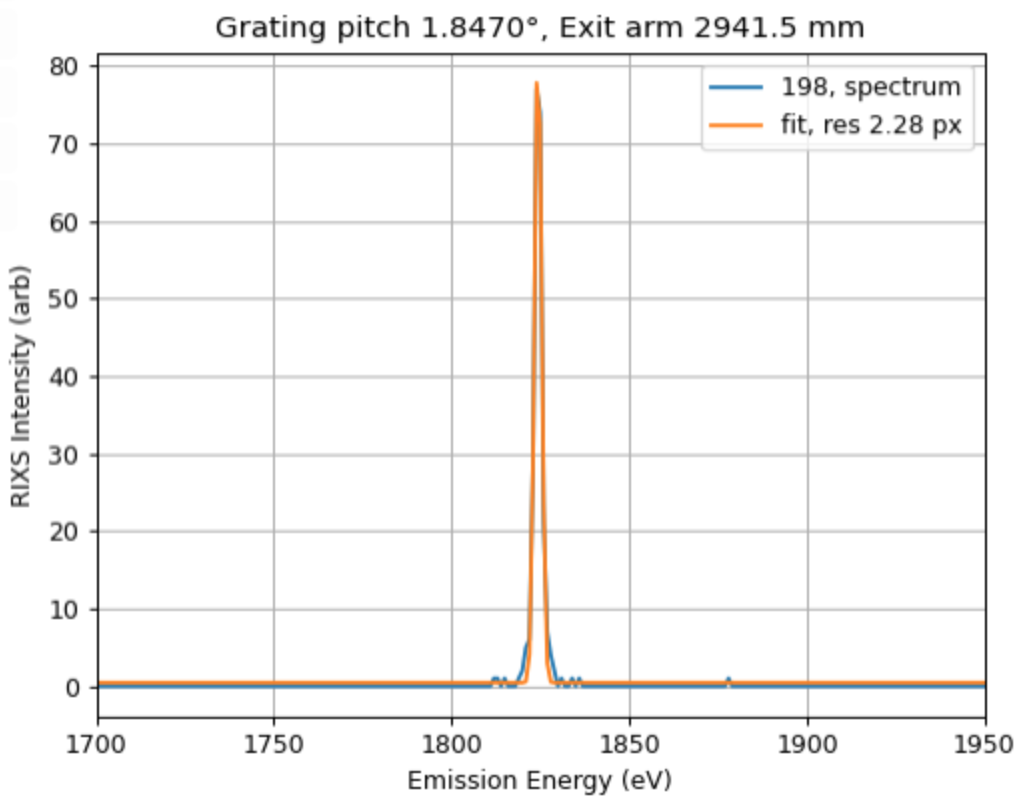 Grating pitch 1.8470°, Exit arm 2941.5 mm
198, spectrum
fit, res 2.28 px
80
70
60
50
40
30
20
10
0
RIXS Intensity (arb)
1700 1750 1800 1850 1900 1950
Emission Energy (eV)